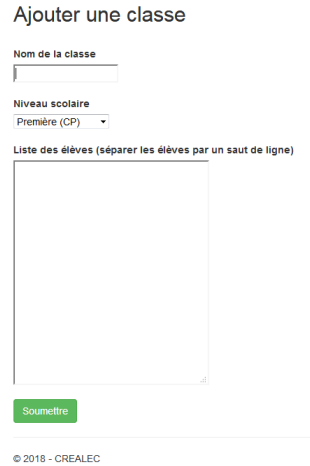 Ajouter une classe
Nom de la classe
Niveau scolaire
Première (CP)
Liste des élèves (séparer les élèves par un saut de ligne)
Soumettre
© 2018 - CREALEC